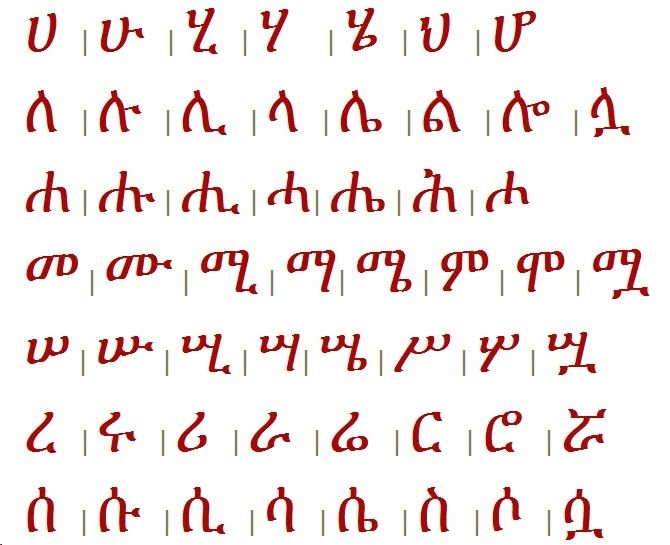 ሀ | ሁ | ሂ | ሃ | ሄ | ህ | ሆ
ለ | ሉ | ሊ | ላ | ሌ | ል | ሎ | ሏ
ሐ | ሑ | ሒ | ሓ | ሔ | ሕ | ሖ
መ | ሙ | ሚ | ማ | ሜ | ም | ሞ | ሟ
ሠ | ሡ | ሢ | ሣ | ሤ | ሥ | ሦ | ሧ
ረ | ሩ | ሪ | ራ | ሬ | ር | ሮ | ሯ
ሰ | ሱ | ሲ | ሳ | ሴ | ስ | ሶ | ሷ